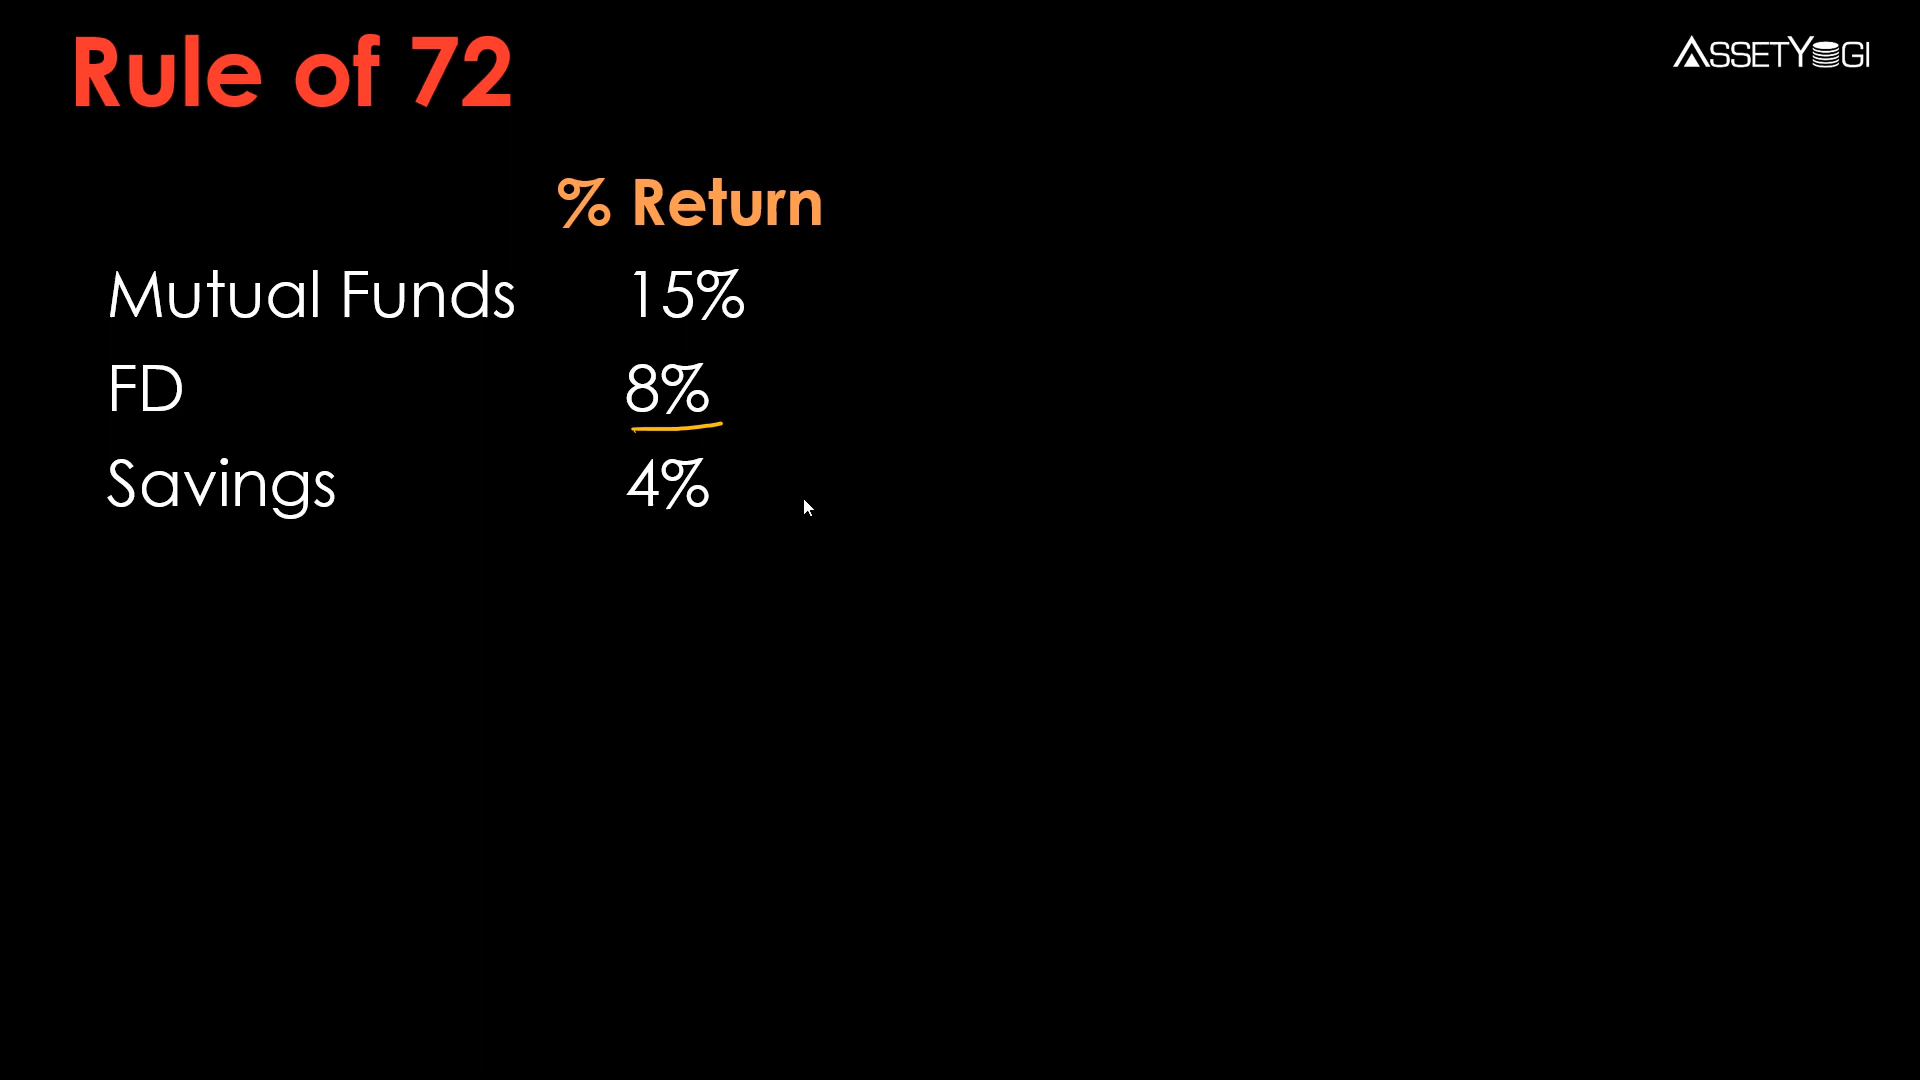 Rule of 72
ASSETYOGI
% Return
Mutual Funds 15%
FD 8%
Savings 4%